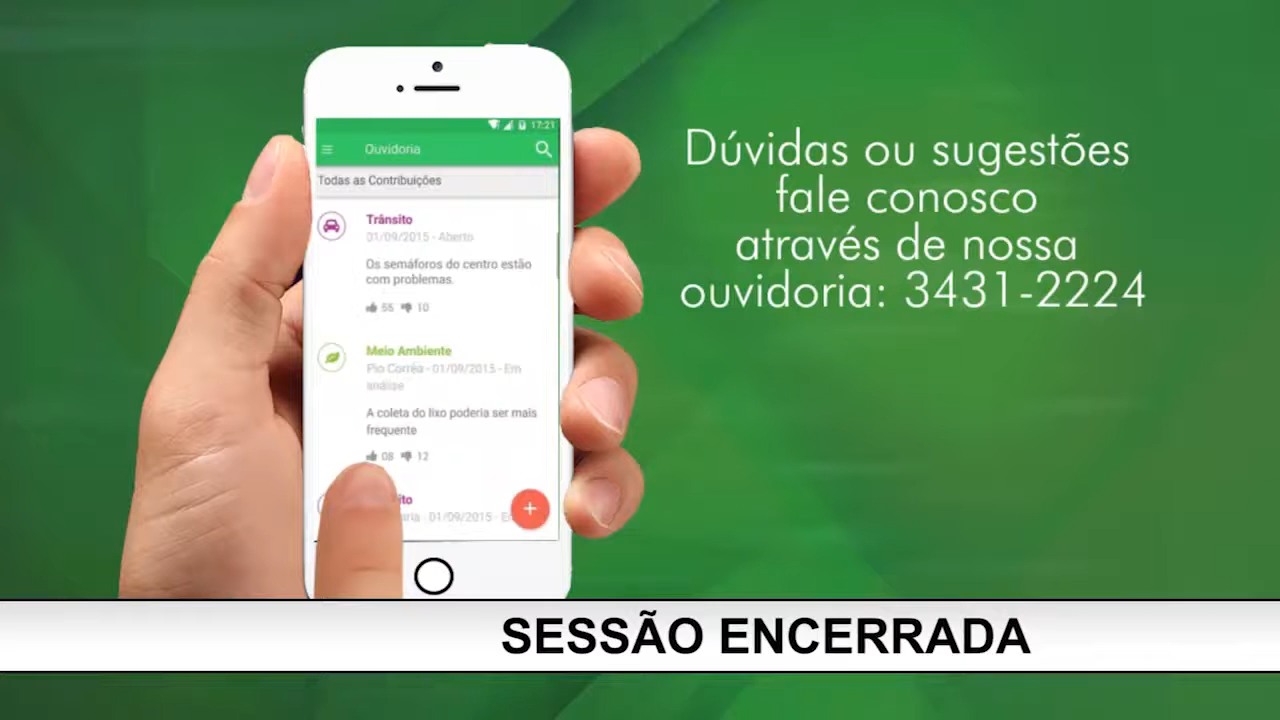 17:21
Ouvidoria
Todas as Contribuições
Trânsito
01/09/2015 - Aberto
Os semáforos do centro estão
com problemas.
55 10
Meio Ambiente
Pio Corrêa - 01/09/2015 - Em
análise
A coleta do lixo poderia ser mais
frequente
08 12
- 01/09/2015 -
+
Dúvidas ou sugestões
fale conosco
através de nossa
ouvidoria: 3431-2224
SESSÃO ENCERRADA